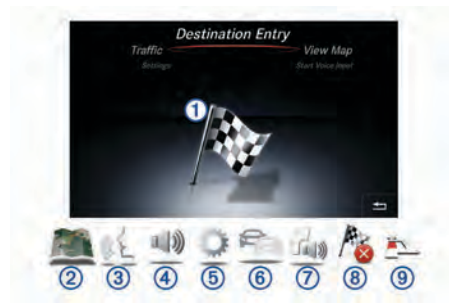 Destination Entry
Traffic
View Map
Settings
Start Voice Input
1
2 3 4 5 6 7 8 9